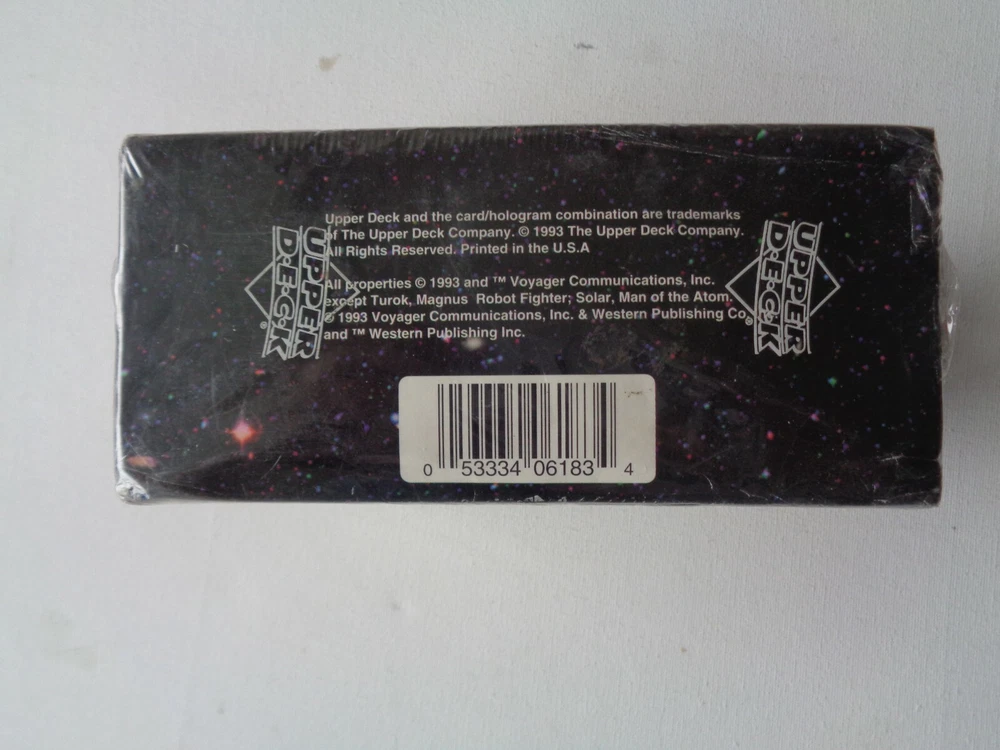 Upper Deck and the card/hologram combination are trademarks
of The Upper Deck Company. © 1993 The Upper Deck Company.
All Rights Reserved. Printed in the U.S.A
All properties © 1993 and ™ Voyager Communications, Inc.
except Turok, Magnus Robot Fighter; Solar, Man of the Atom.
© 1993 Voyager Communications, Inc. & Western Publishing Co.
and ™ Western Publishing Inc.
UPPER
D·E·C·K
®
UPPER
D·E·C·K
®
0 53334 06183 4